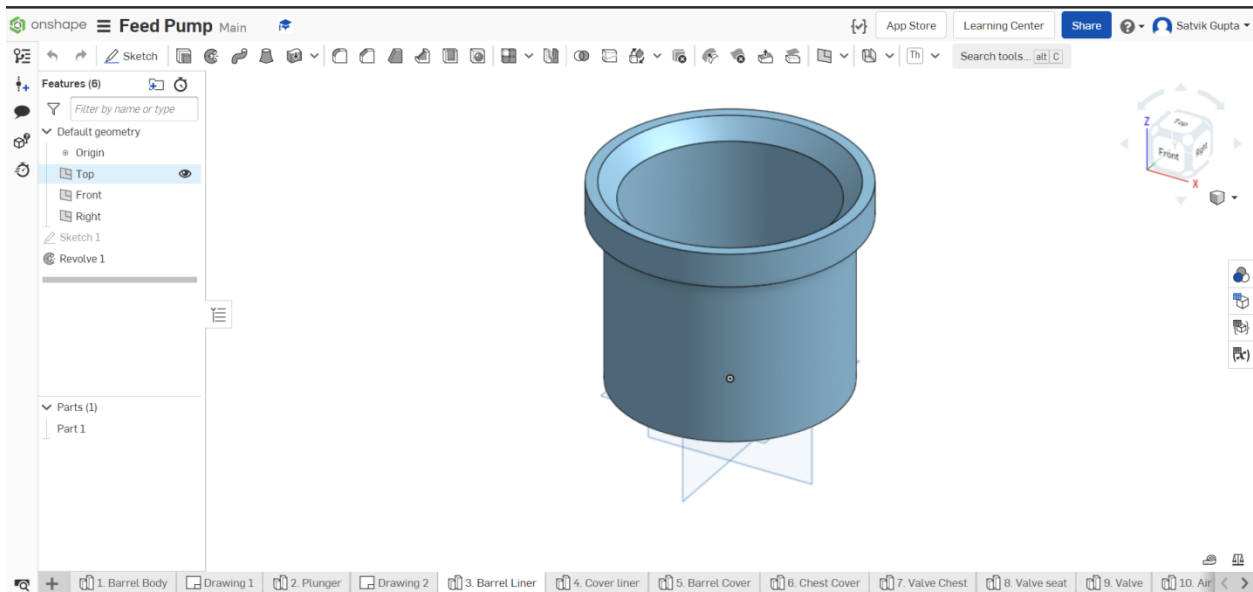 onshape Feed Pump Main App Store Learning Center Share Satvik Gupta
Sketch Th Search tools... alt C
Features (6)
Filter by name or type
Default geometry
Origin
Top
Front
Right
Sketch 1
Revolve 1
Z
Top
Front Right
X
Parts (1)
Part 1
1. Barrel Body Drawing 1 2. Plunger Drawing 2 3. Barrel Liner 4. Cover liner 5. Barrel Cover 6. Chest Cover 7. Valve Chest 8. Valve seat 9. Valve 10. Air